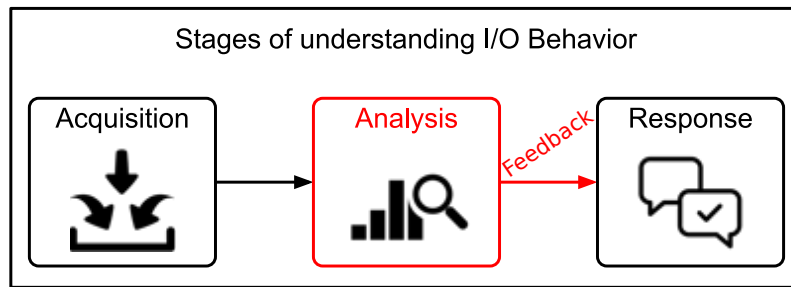 Stages of understanding I/O Behavior
Acquisition
Analysis
Feedback
Response